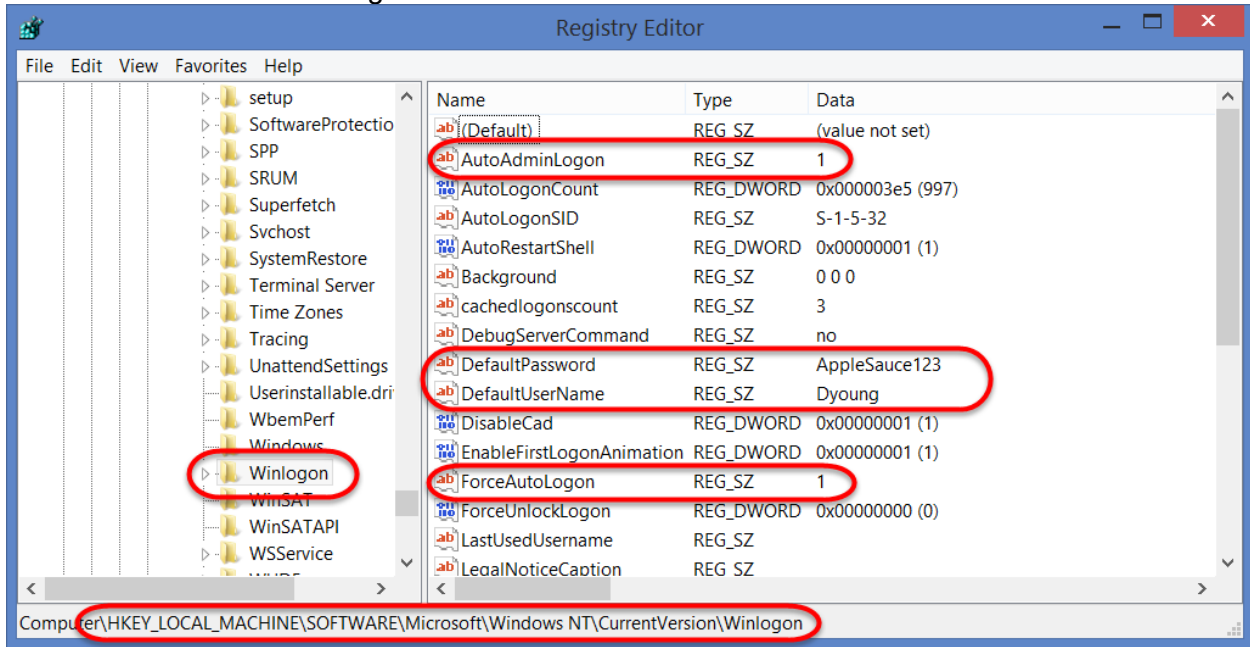 Registry Editor
File Edit View Favorites Help
setup
SoftwareProtectio
SPP
SRUM
Superfetch
Svchost
SystemRestore
Terminal Server
Time Zones
Tracing
UnattendSettings
Userinstallable.dri
WbemPerf
Windows
Winlogon
WinSAT
WinSATAPI
WSService
Name Type Data
(Default) REG_SZ (value not set)
AutoAdminLogon REG_SZ 1
AutoLogonCount REG_DWORD 0x000003e5 (997)
AutoLogonSID REG_SZ S-1-5-32
AutoRestartShell REG_DWORD 0x00000001 (1)
Background REG_SZ 0 0 0
cachedlogonscount REG_SZ 3
DebugServerCommand REG_SZ no
DefaultPassword REG_SZ AppleSauce123
DefaultUserName REG_SZ Dyoung
DisableCad REG_DWORD 0x00000001 (1)
EnableFirstLogonAnimation REG_DWORD 0x00000001 (1)
ForceAutoLogon REG_SZ 1
ForceUnlockLogon REG_DWORD 0x00000000 (0)
LastUsedUsername REG_SZ
LegalNoticeCaption REG_SZ
Computer\HKEY_LOCAL_MACHINE\SOFTWARE\Microsoft\Windows NT\CurrentVersion\Winlogon